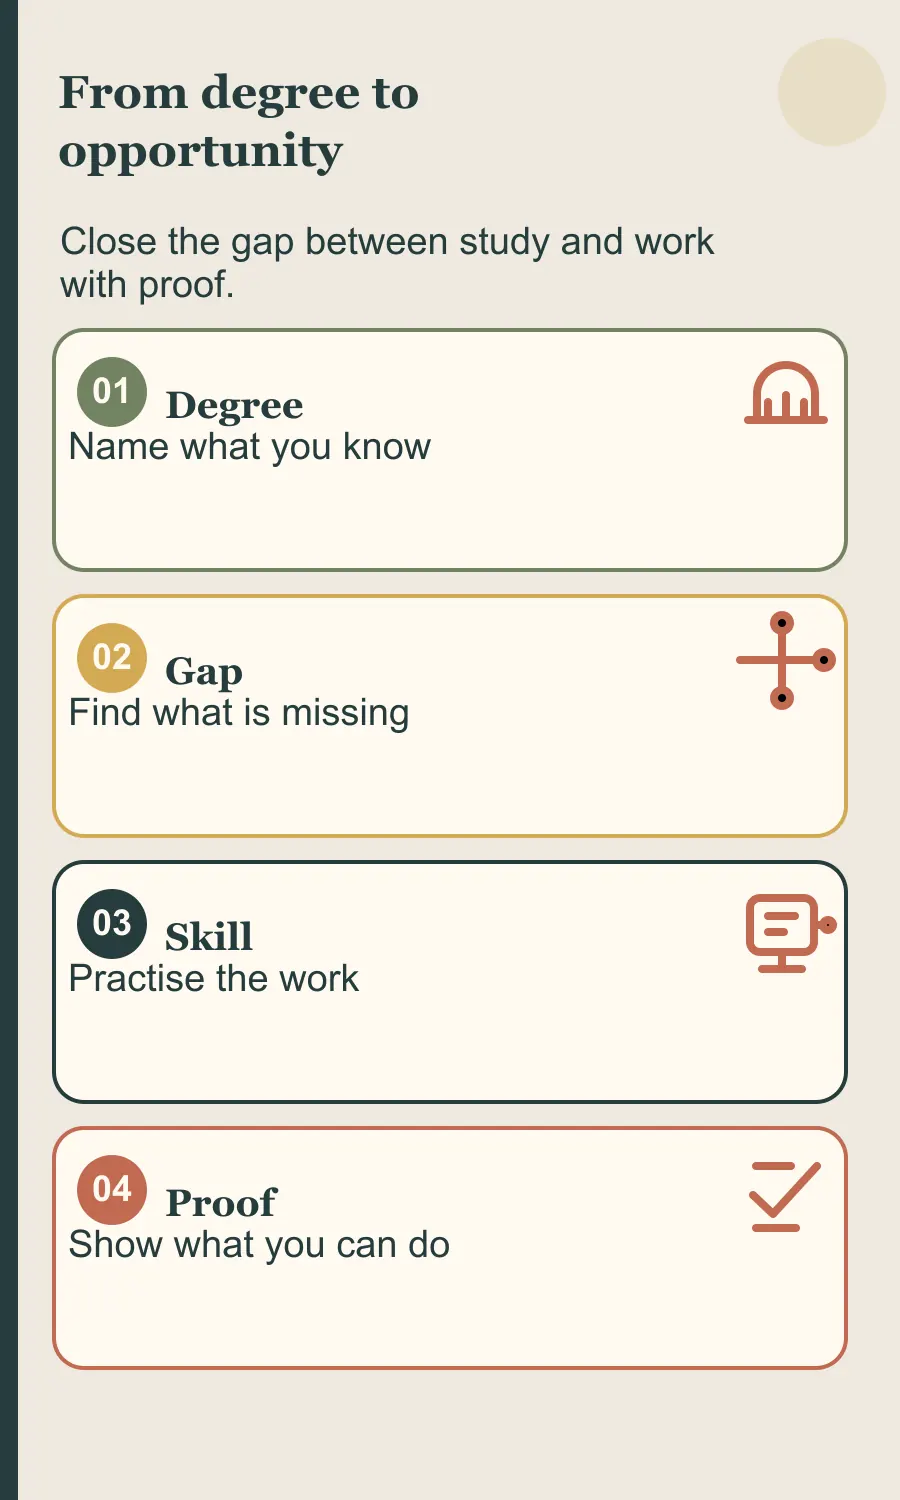 From degree to
opportunity
Close the gap between study and work
with proof.
01
Degree
Name what you know
02
Gap
Find what is missing
03
Skill
Practise the work
04
Proof
Show what you can do